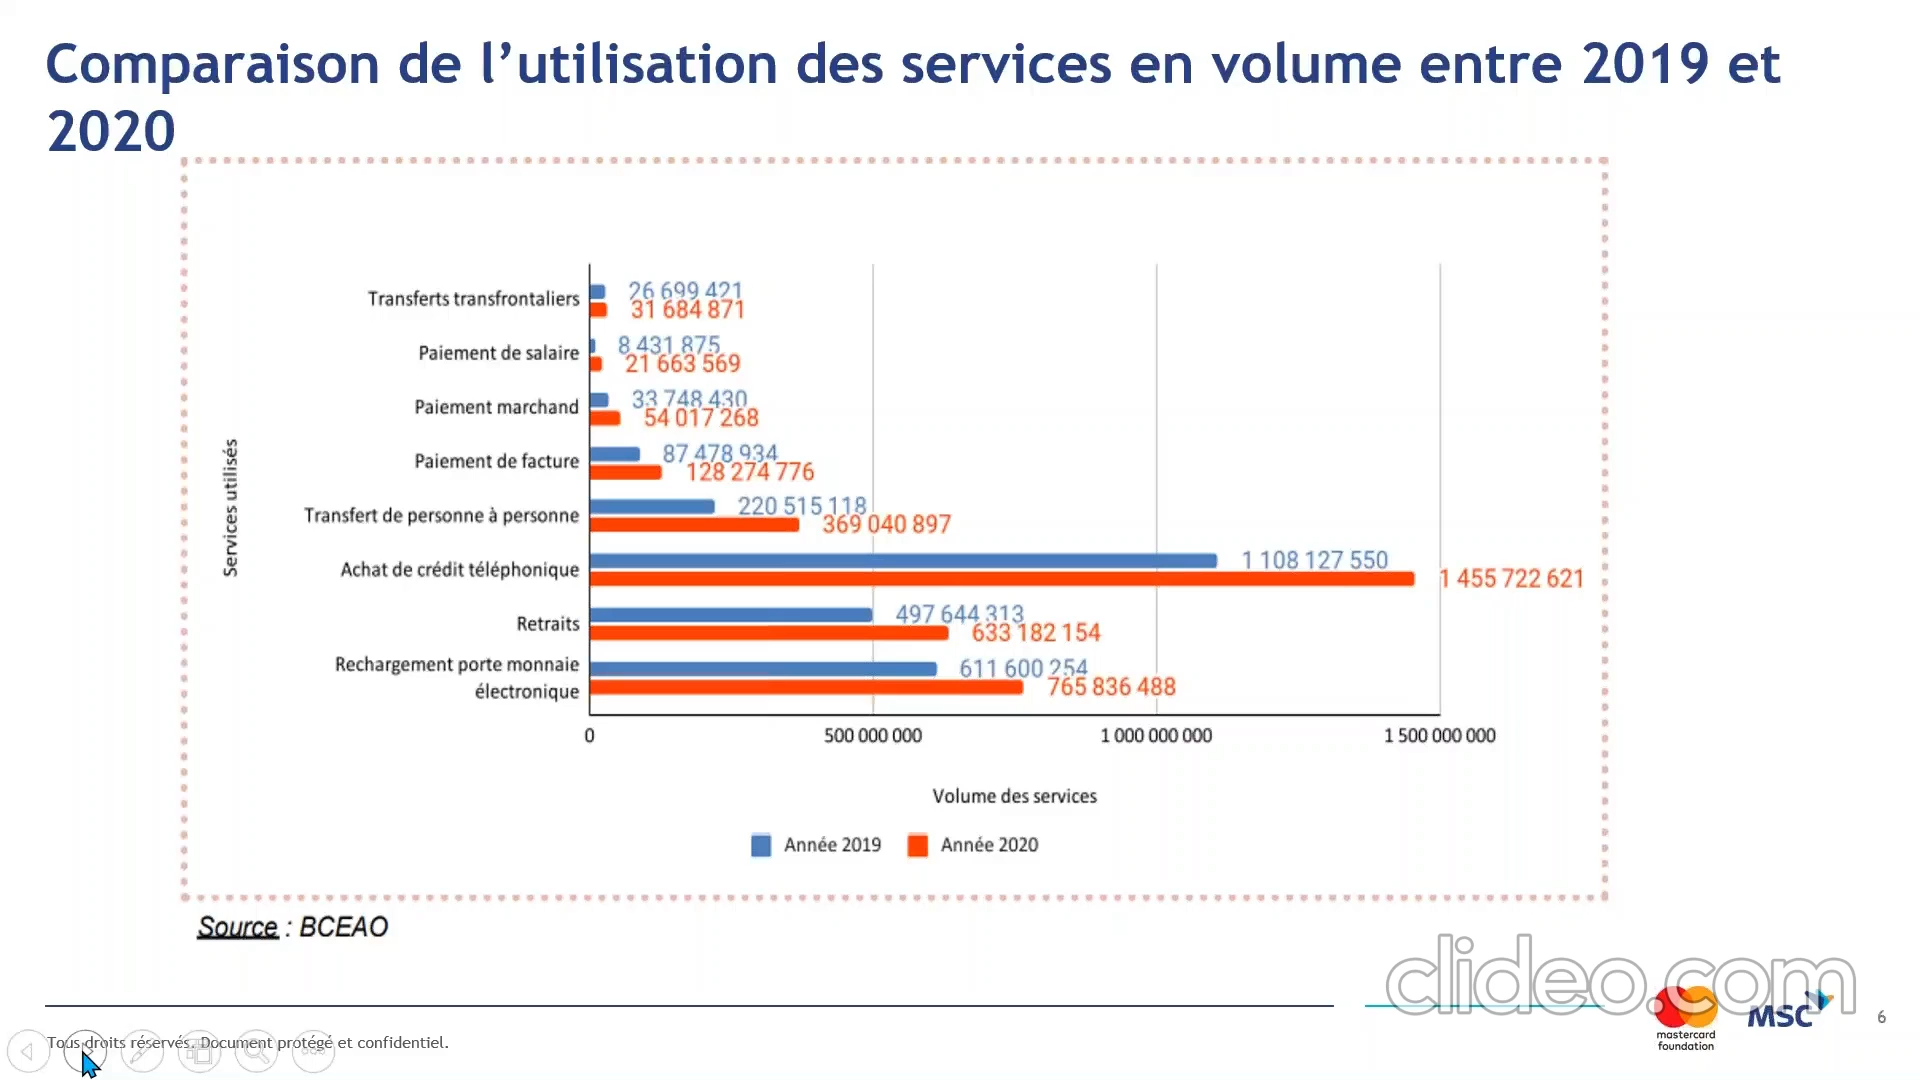 Comparaison de l’utilisation des services en volume entre 2019 et
2020
Services utilisés
Transferts transfrontaliers
26 699 421
31 684 871
Paiement de salaire
8 431 875
21 663 569
Paiement marchand
33 748 430
54 017 268
Paiement de facture
87 478 934
128 274 776
Transfert de personne à personne
220 515 118
369 040 897
Achat de crédit téléphonique
1 108 127 550
1 455 722 621
Retraits
497 644 313
633 182 154
Rechargement porte monnaie
électronique
611 600 254
765 836 488
0
500 000 000
1 000 000 000
1 500 000 000
Volume des services
Année 2019
Année 2020
Source : BCEAO
clideo.com
mastercard
foundation
MSC
6
Tous droits réservés. Document protégé et confidentiel.